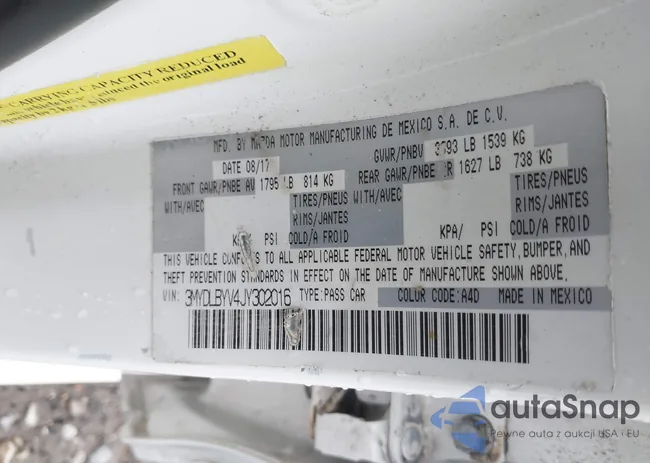 CARRYING CAPACITY REDUCED
reduced the original load
MFD. BY MAZDA MOTOR MANUFACTURING DE MEXICO S.A. DE C.V.
DATE 08/17 GVWR/PNBV 3393 LB 1539 KG
FRONT GAWR/PNBE AV 1795 LB 814 KG REAR GAWR/PNBE AR 1627 LB 738 KG
WITH/AVEC TIRES/PNEUS WITH/AVEC TIRES/PNEUS
RIMS/JANTES RIMS/JANTES
KPA/ PSI COLD/A FROID KPA/ PSI COLD/A FROID
THIS VEHICLE CONFORMS TO ALL APPLICABLE FEDERAL MOTOR VEHICLE SAFETY, BUMPER, AND
THEFT PREVENTION STANDARDS IN EFFECT ON THE DATE OF MANUFACTURE SHOWN ABOVE.
VIN: 3MYDLBYV4JY302016 TYPE: PASS CAR COLOR CODE: A4D MADE IN MEXICO
autaSnap
Pewne auta z aukcji USA i EU